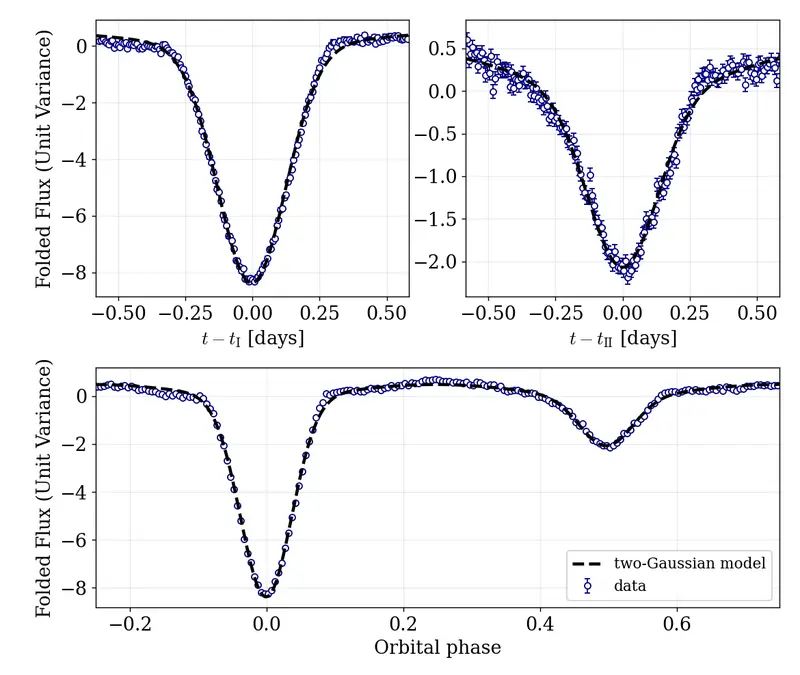 Folded Flux (Unit Variance)
0
−2
−4
−6
−8
−0.50 −0.25 0.00 0.25 0.50
t − tI [days]
0.5
0.0
−0.5
−1.0
−1.5
−2.0
−0.50 −0.25 0.00 0.25 0.50
t − tII [days]
Folded Flux (Unit Variance)
0
−2
−4
−6
−8
−0.2 0.0 0.2 0.4 0.6
Orbital phase
two-Gaussian model
data